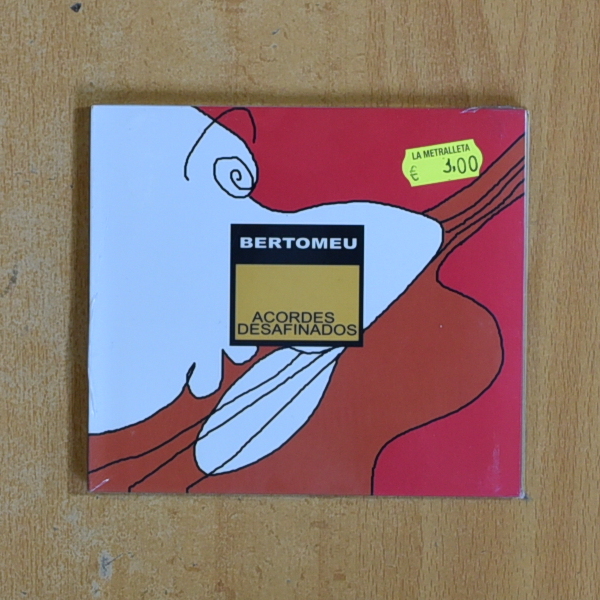 LA METRALLETA
€ 3,00
BERTOMEU
ACORDES
DESAFINADOS